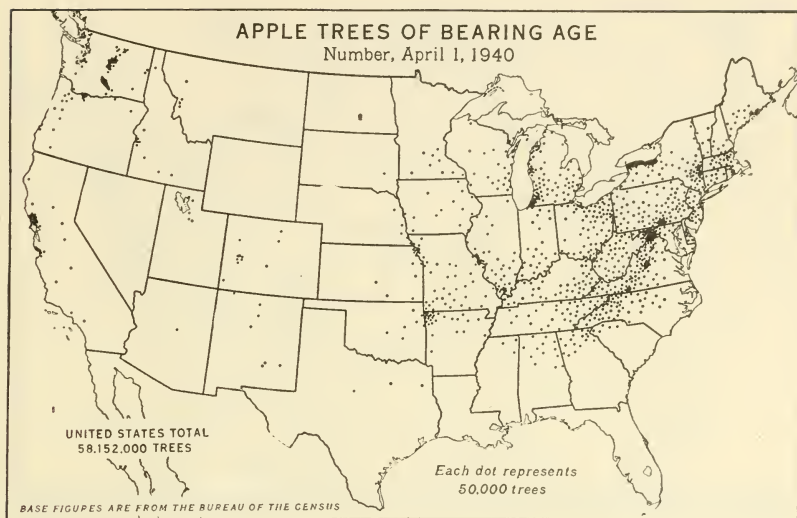 APPLE TREES OF BEARING AGE
Number, April 1, 1940
UNITED STATES TOTAL
58,152,000 TREES
Each dot represents
50,000 trees
BASE FIGURES ARE FROM THE BUREAU OF THE CENSUS